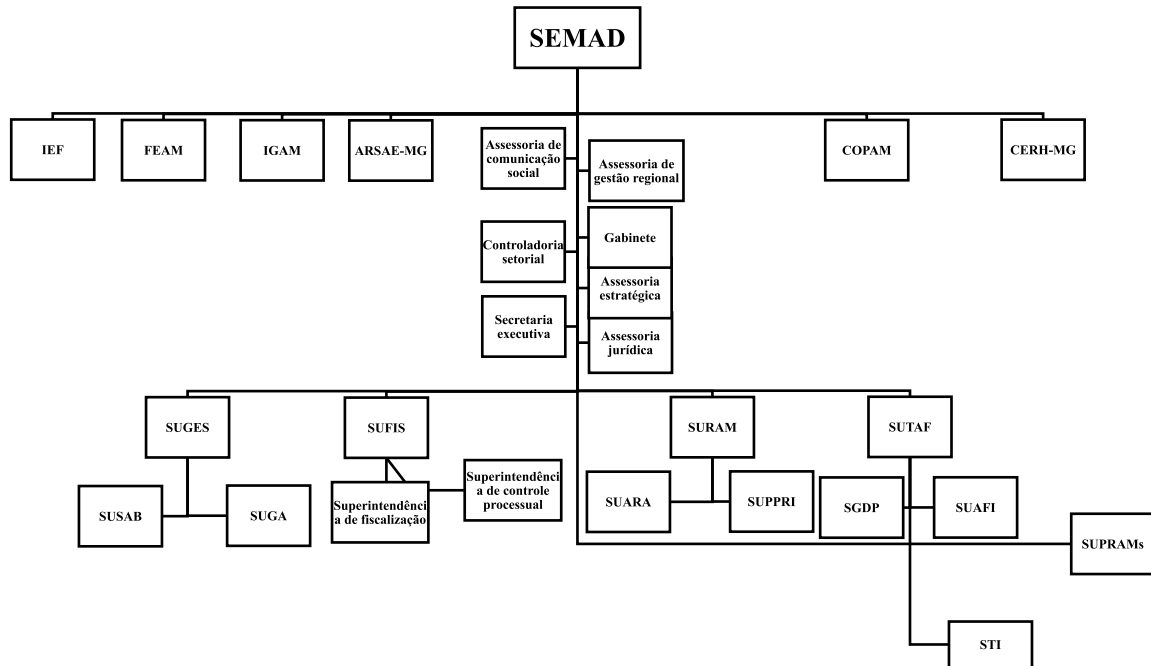 SEMAD
IEF
FEAM
IGAM
ARSAE-MG
Assessoria de
comunicação
social
Assessoria de
gestão regional
COPAM
CERH-MG
Controladoria
setorial
Gabinete
Assessoria
estratégica
Secretaria
executiva
Assessoria
jurídica
SUGES
SUFIS
SURAM
SUTAF
SUSAB
SUGA
Superintendênci
a de fiscalização
Superintendênci
a de controle
processual
SUARA
SUPPRI
SGDP
SUAFI
SUPRAMs
STI